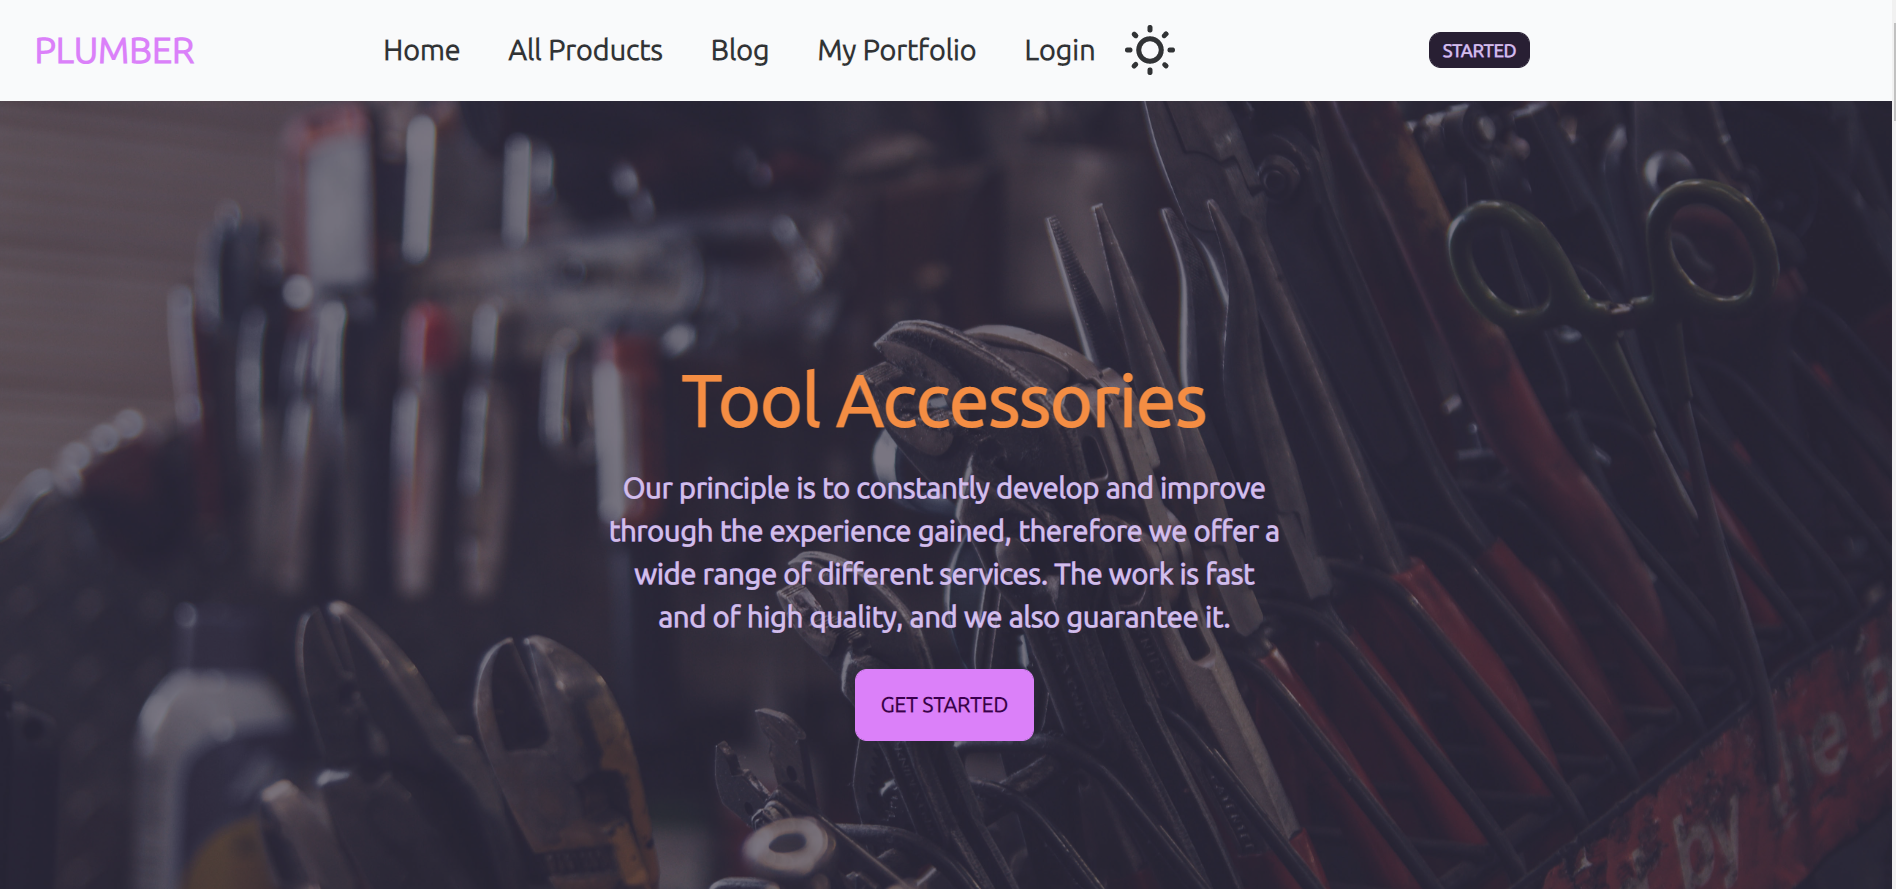 PLUMBER
Home
All Products
Blog
My Portfolio
Login
STARTED
Tool Accessories
Our principle is to constantly develop and improve
through the experience gained, therefore we offer a
wide range of different services. The work is fast
and of high quality, and we also guarantee it.
GET STARTED
by